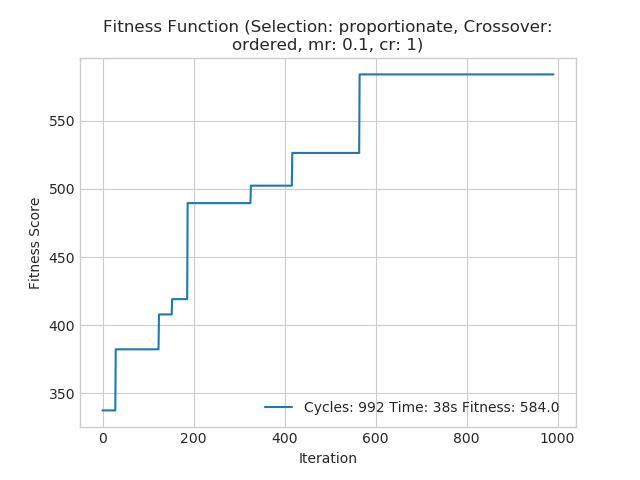 Fitness Function (Selection: proportionate, Crossover:
ordered, mr: 0.1, cr: 1)
Fitness Score
550
500
450
400
350
Cycles: 992 Time: 38s Fitness: 584.0
0 200 400 600 800 1000
Iteration